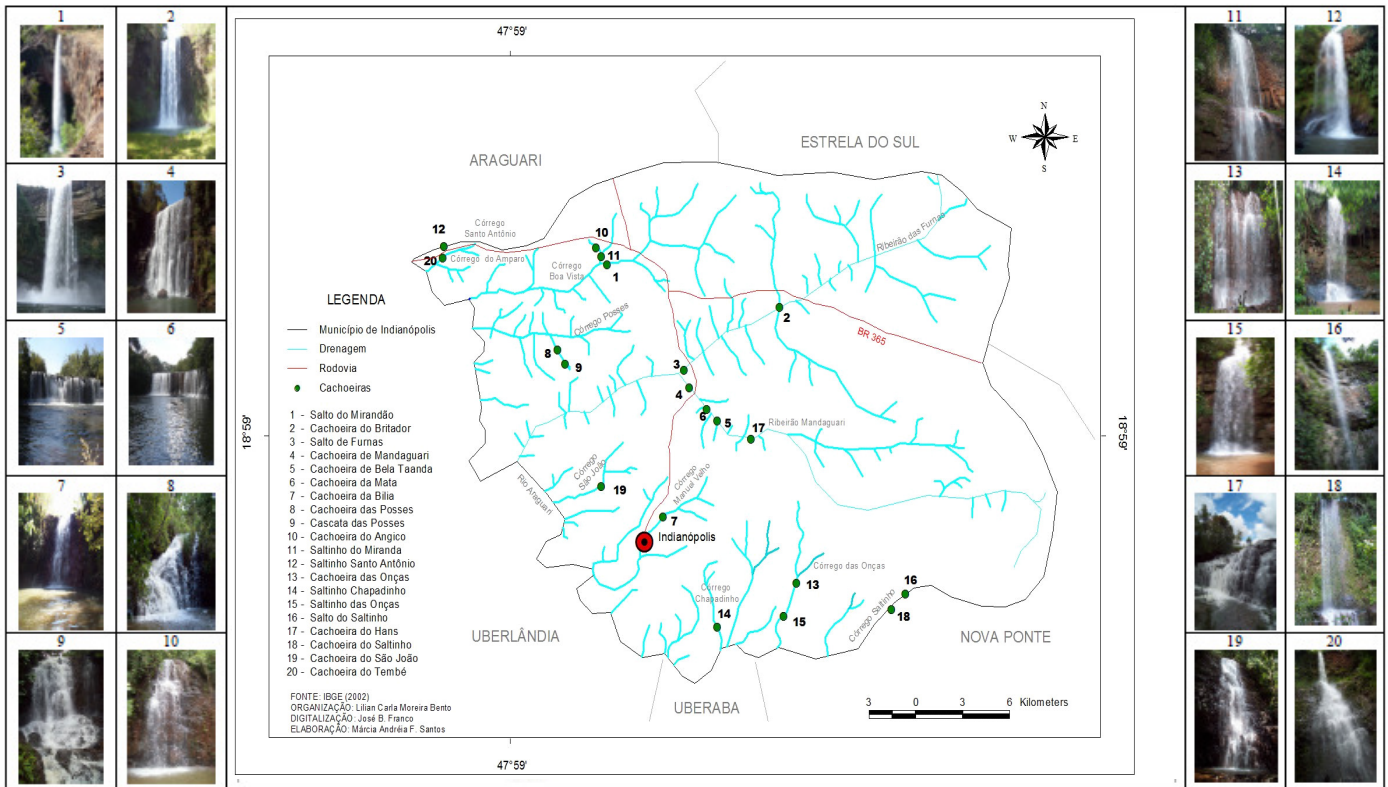 1
2
3
4
5
6
7
8
9
10
47°59'
ARAGUARI
ESTRELA DO SUL
N
W
E
S
12
Córrego
Santo Antônio
20
Córrego do Amparo
10
11
Córrego
Boa Vista
1
Ribeirão das Furnas
LEGENDA
Município de Indianópolis
Drenagem
Rodovia
Cachoeiras
Córrego Posses
2
BR 365
8
9
3
4
6
5
17
Ribeirão Mandaguari
18°59'
18°59'
1 - Salto do Mirandão
2 - Cachoeira do Britador
3 - Salto de Furnas
4 - Cachoeira de Mandaguari
5 - Cachoeira de Bela Taanda
6 - Cachoeira da Mata
7 - Cachoeira da Bília
8 - Cachoeira das Posses
9 - Cascata das Posses
10 - Cachoeira do Angico
11 - Saltinho do Miranda
12 - Saltinho Santo Antônio
13 - Cachoeira das Onças
14 - Saltinho Chapadinho
15 - Saltinho das Onças
16 - Salto do Saltinho
17 - Cachoeira do Hans
18 - Cachoeira do Saltinho
19 - Cachoeira do São João
20 - Cachoeira do Tembé
Córrego
São João
19
Rio Araguari
Córrego
Manuel Velho
7
Indianópolis
Córrego das Onças
13
Córrego
Chapadinho
14
15
16
18
Córrego Saltinho
UBERLÂNDIA
NOVA PONTE
UBERABA
FONTE: IBGE (2002)
ORGANIZAÇÃO: Lilian Carla Moreira Bento
DIGITALIZAÇÃO: José B. Franco
ELABORAÇÃO: Márcia Andréia F. Santos
3 0 3 6 Kilometers
47°59'
11
12
13
14
15
16
17
18
19
20